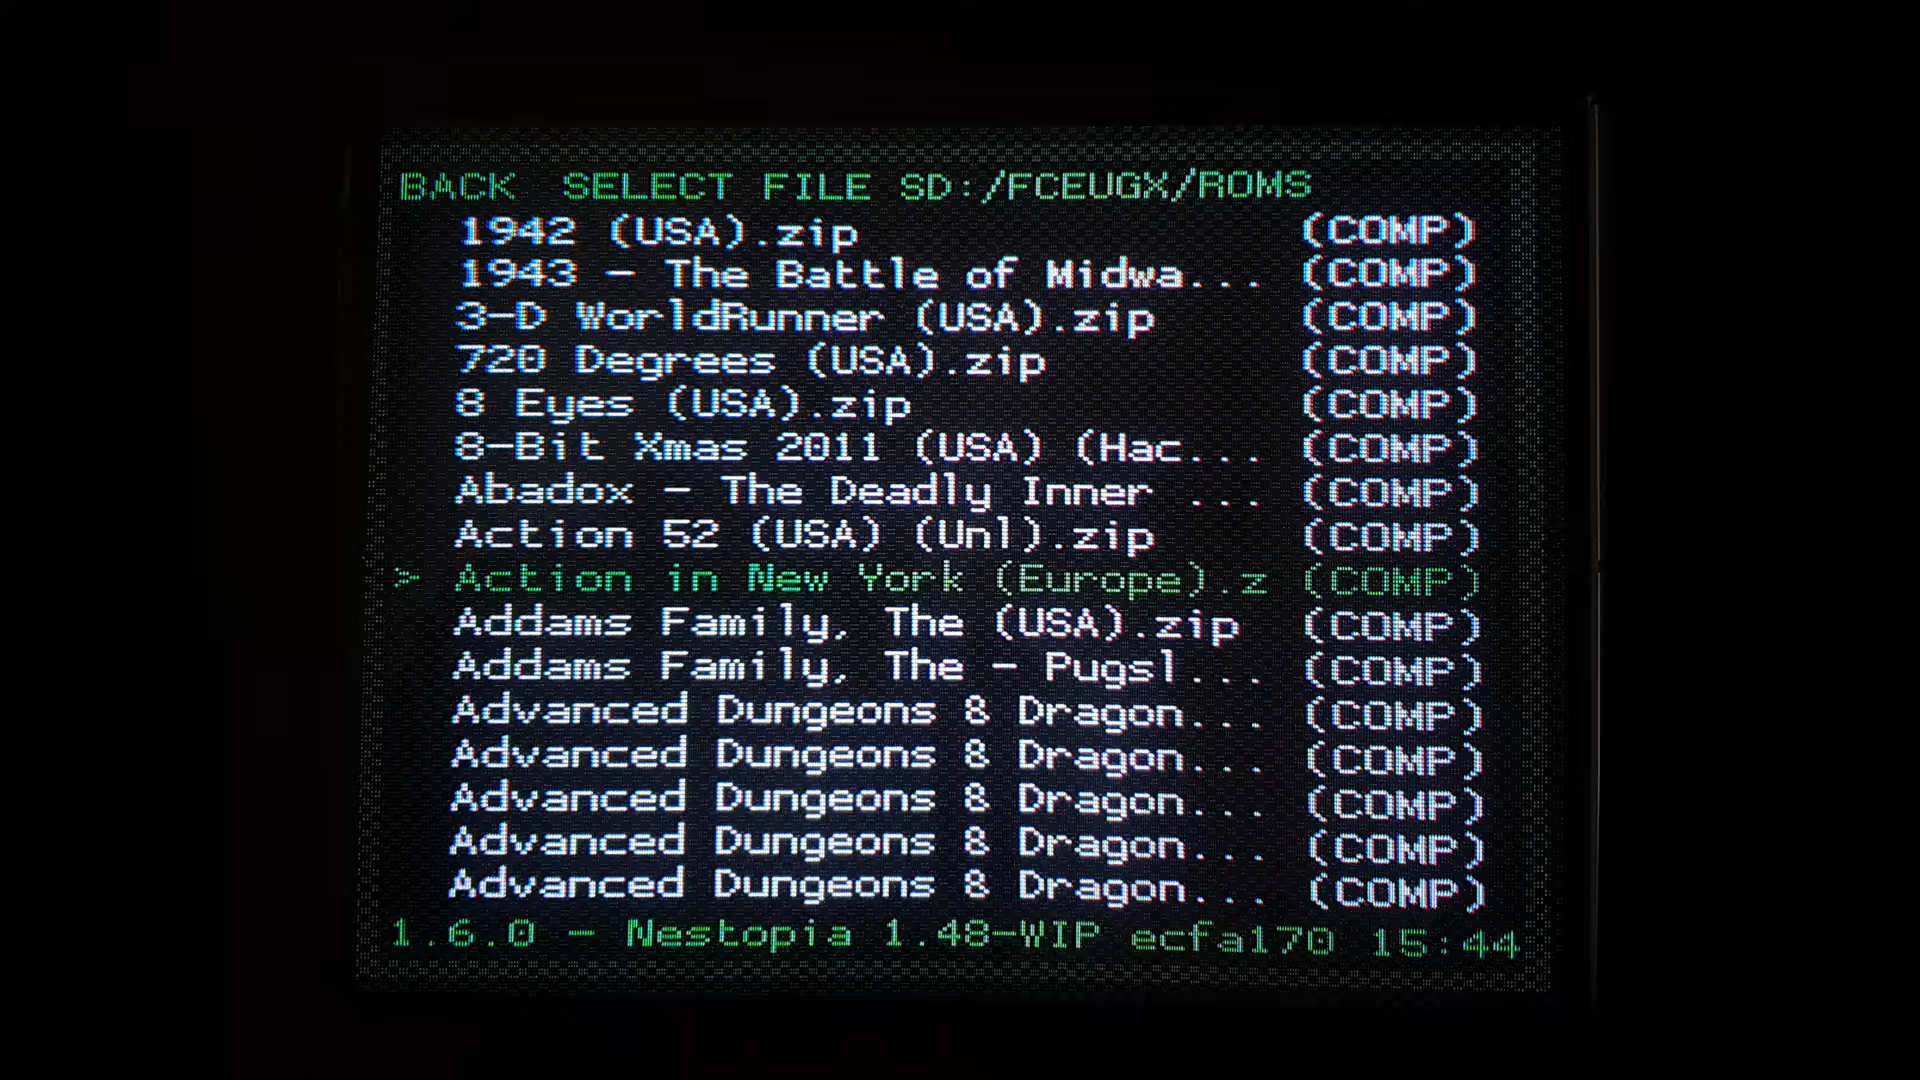 BACK SELECT FILE SD:/FCEUGX/ROMS
1942 (USA).zip (COMP)
1943 - The Battle of Midwa... (COMP)
3-D WorldRunner (USA).zip (COMP)
720 Degrees (USA).zip (COMP)
8 Eyes (USA).zip (COMP)
8-Bit Xmas 2011 (USA) (Hac... (COMP)
Abadox - The Deadly Inner ... (COMP)
Action 52 (USA) (Unl).zip (COMP)
> Action in New York (Europe).z (COMP)
Addams Family, The (USA).zip (COMP)
Addams Family, The - Pugsl... (COMP)
Advanced Dungeons & Dragon... (COMP)
Advanced Dungeons & Dragon... (COMP)
Advanced Dungeons & Dragon... (COMP)
Advanced Dungeons & Dragon... (COMP)
Advanced Dungeons & Dragon... (COMP)
1.6.0 - Nestopia 1.48-WIP ecfa170 15:44